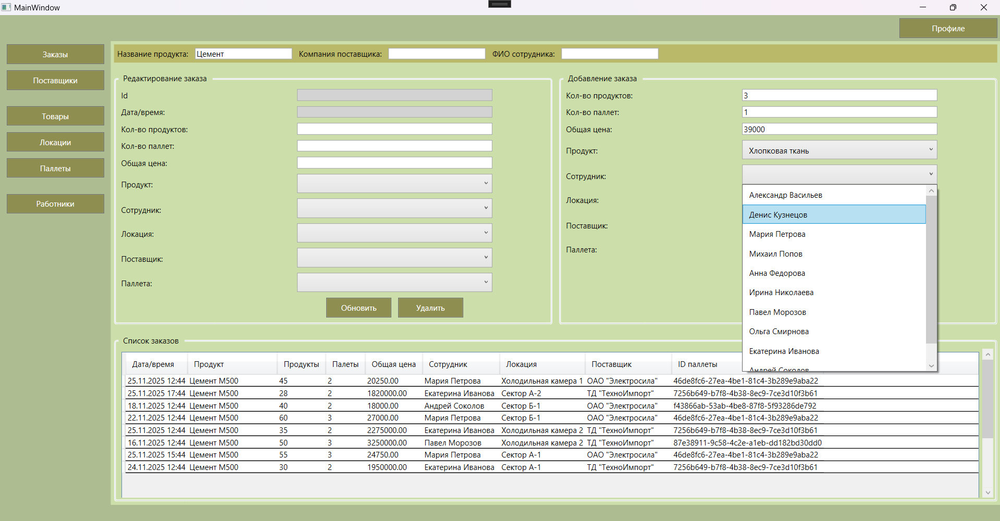 MainWindow
Профиле
Заказы
Поставщики
Товары
Локации
Паллеты
Работники
Название продукта: Цемент Компания поставщика: ФИО сотрудника:
Редактирование заказа
Id
Дата/время:
Кол-во продуктов:
Кол-во паллет:
Общая цена:
Продукт:
Сотрудник:
Локация:
Поставщик:
Паллета:
Обновить Удалить
Добавление заказа
Кол-во продуктов: 3
Кол-во паллет: 1
Общая цена: 39000
Продукт: Хлопковая ткань
Сотрудник:
Локация:
Поставщик:
Паллета:
Александр Васильев
Денис Кузнецов
Мария Петрова
Михаил Попов
Анна Федорова
Ирина Николаева
Павел Морозов
Ольга Смирнова
Екатерина Иванова
Андрей Соколов
Список заказов
Дата/время Продукт Продукты Палеты Общая цена Сотрудник Локация Поставщик ID паллеты
25.11.2025 12:44 Цемент М500 45 2 20250.00 Мария Петрова Холодильная камера 1 ОАО "Электросила" 46de8fc6-27ea-4be1-81c4-3b289e9aba22
25.11.2025 17:44 Цемент М500 28 2 1820000.00 Екатерина Иванова Сектор А-2 ТД "ТехноИмпорт" 7256b649-b7f8-4b38-8ec9-7ce3d10f3b61
18.11.2025 12:44 Цемент М500 40 2 18000.00 Андрей Соколов Сектор Б-1 ОАО "Электросила" f43866ab-53ab-4be8-87f8-5f93286de792
22.11.2025 12:44 Цемент М500 60 3 27000.00 Мария Петрова Сектор Б-1 ОАО "Электросила" 46de8fc6-27ea-4be1-81c4-3b289e9aba22
25.11.2025 12:44 Цемент М500 35 2 2275000.00 Екатерина Иванова Холодильная камера 2 ТД "ТехноИмпорт" 7256b649-b7f8-4b38-8ec9-7ce3d10f3b61
16.11.2025 12:44 Цемент М500 50 3 3250000.00 Павел Морозов Холодильная камера 2 ТД "ТехноИмпорт" 87e38911-9c58-4c2e-a1eb-dd182bd30dd0
25.11.2025 15:44 Цемент М500 55 3 24750.00 Мария Петрова Сектор А-1 ОАО "Электросила" 46de8fc6-27ea-4be1-81c4-3b289e9aba22
24.11.2025 12:44 Цемент М500 30 2 1950000.00 Екатерина Иванова Сектор А-1 ТД "ТехноИмпорт" 7256b649-b7f8-4b38-8ec9-7ce3d10f3b61